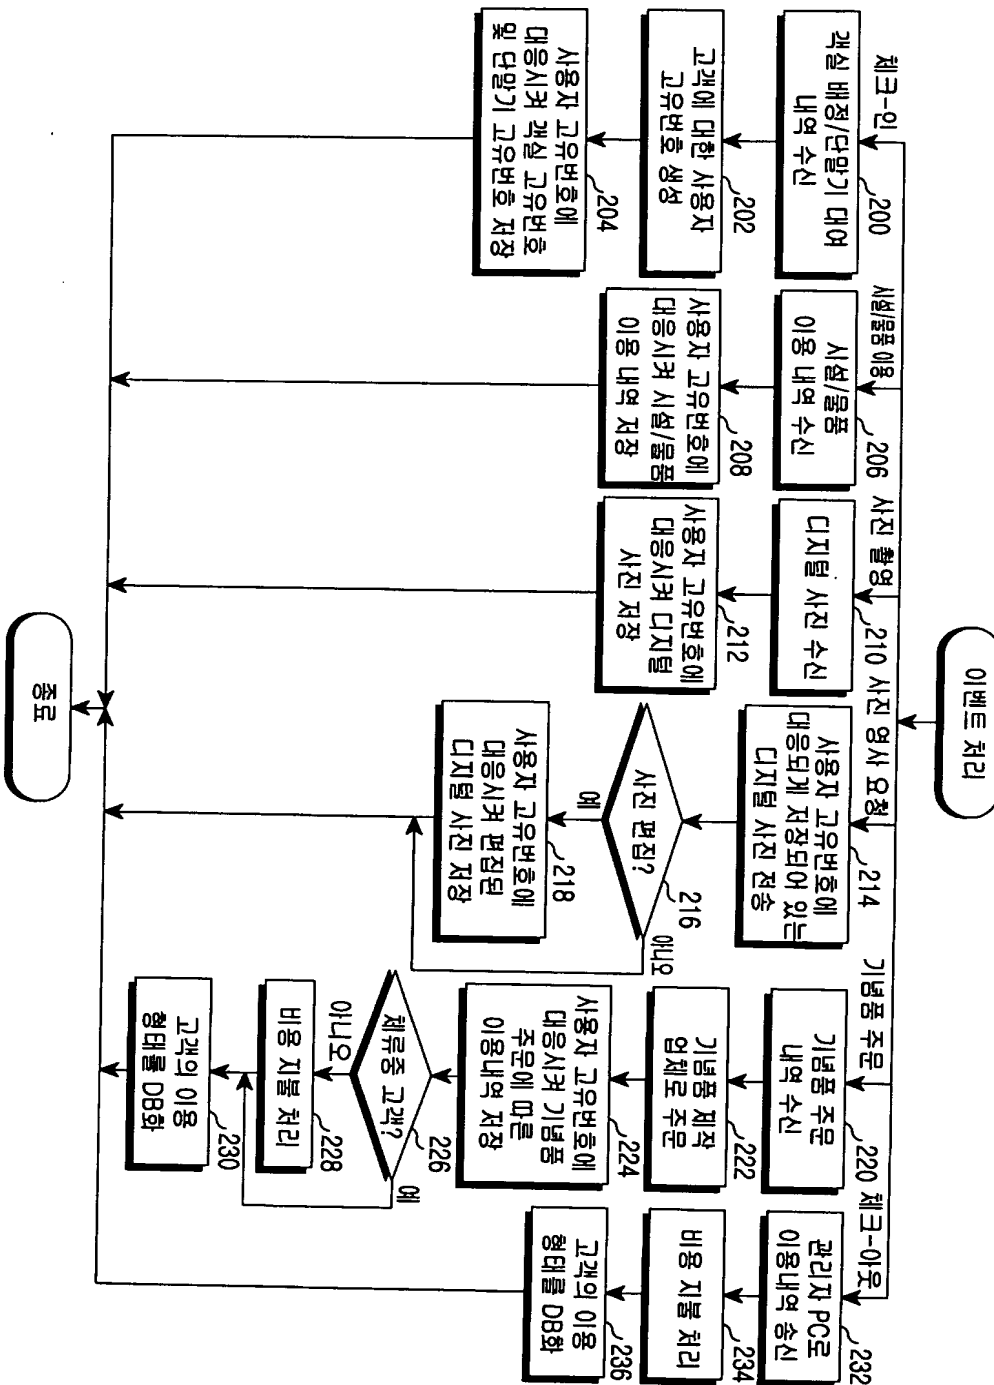 이벤트 처리
체크-인
객실 배정/단말기 대여
내역 수신
200
고객에 대한 사용자
고유번호 생성
202
사용자 고유번호에
대응시켜 객실 고유번호
및 단말기 고유번호 저장
204
시설/물품 이용
시설/물품
이용 내역 수신
206
사용자 고유번호에
대응시켜 시설/물품
이용 내역 저장
208
사진 촬영
디지털 사진 수신
210
사용자 고유번호에
대응시켜 디지털
사진 저장
212
사진 영사 요청
사용자 고유번호에
대응되게 저장되어 있는
디지털 사진 전송
214
사진 편집?
216
예
아니오
사용자 고유번호에
대응시켜 편집된
디지털 사진 저장
218
기념품 주문
기념품 주문
내역 수신
220
기념품 제작
업체로 주문
222
사용자 고유번호에
대응시켜 기념품
주문에 따른
이용내역 저장
224
체류중 고객?
226
아니오
예
비용 지불 처리
228
고객의 이용
형태를 DB화
230
체크-아웃
관리자 PC로
이용내역 송신
232
비용 지불 처리
234
고객의 이용
형태를 DB화
236
종료